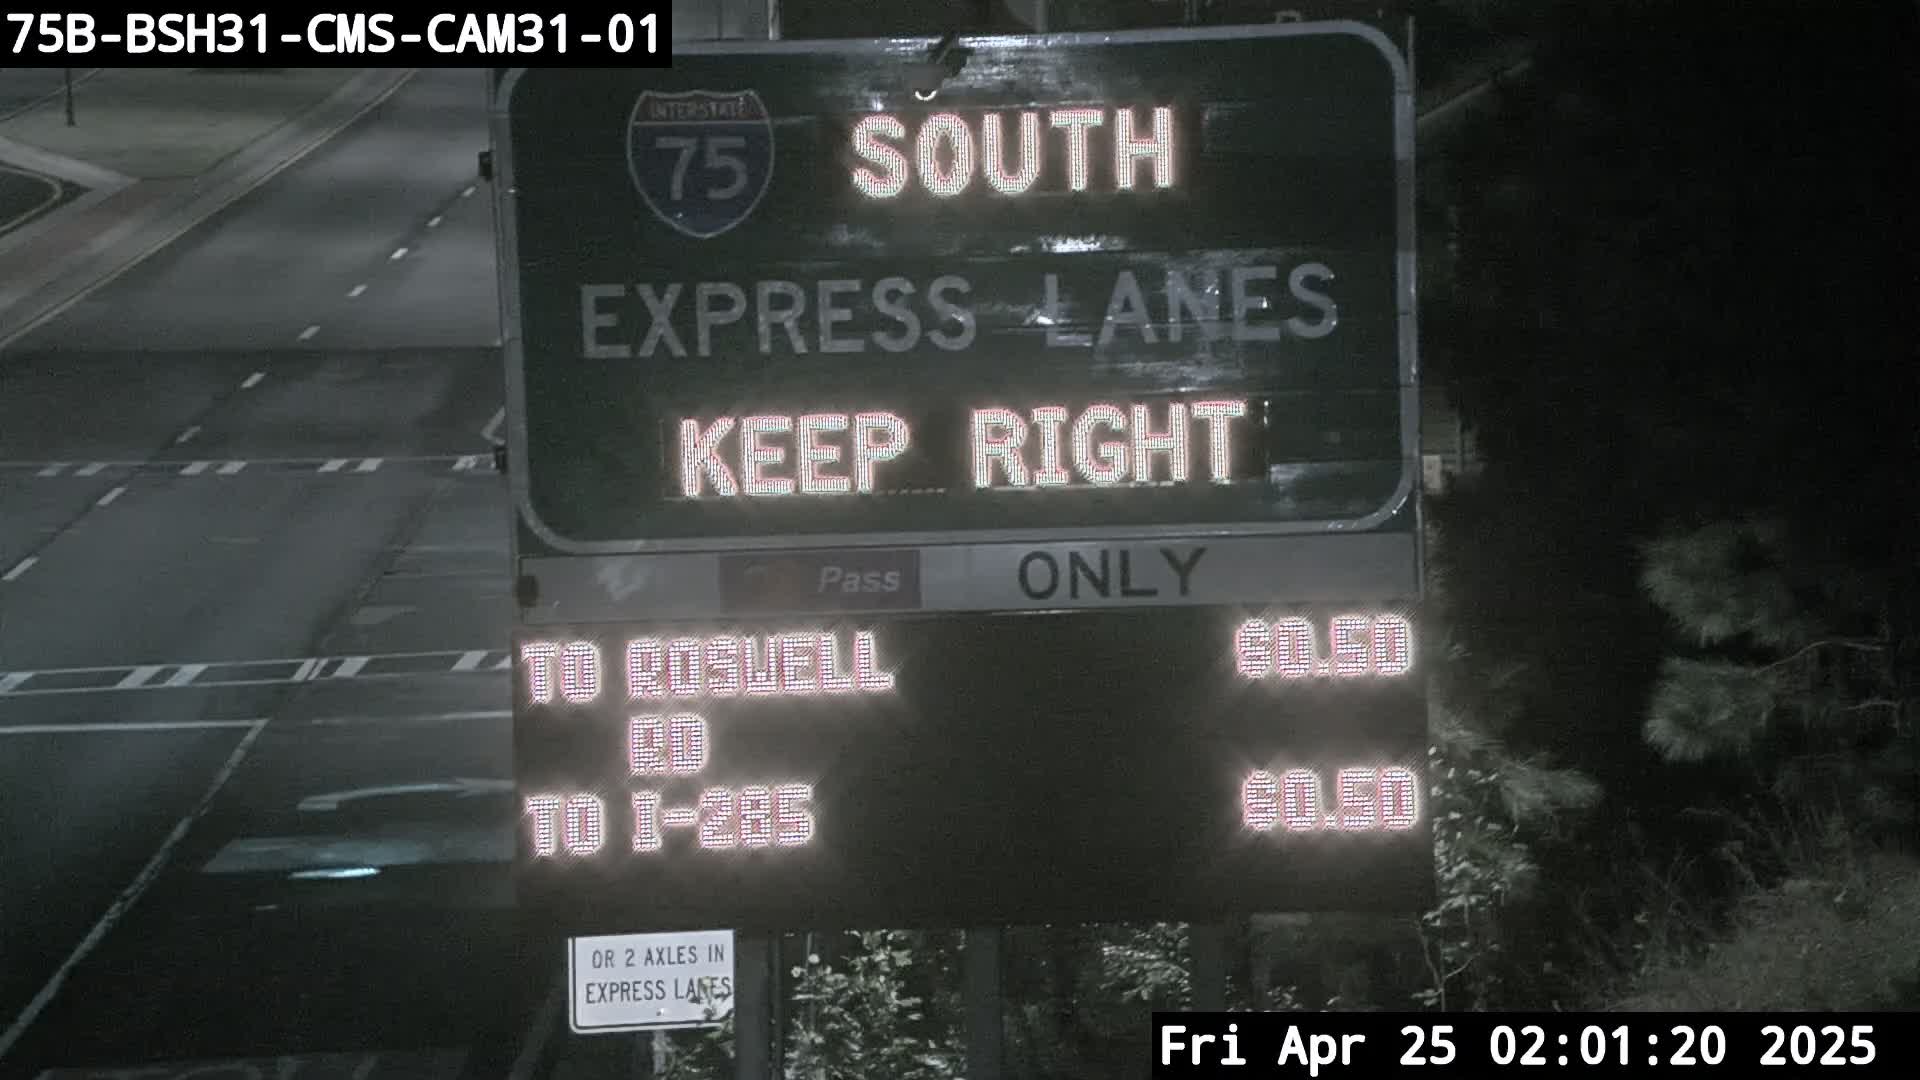 75B-BSH31-CMS-CAM31-01
INTERSTATE
75
SOUTH
EXPRESS LANES
KEEP RIGHT
Pass ONLY
TO ROSWELL $0.50
RD
TO I-285 $0.50
OR 2 AXLES IN
EXPRESS LANES
Fri Apr 25 02:01:20 2025